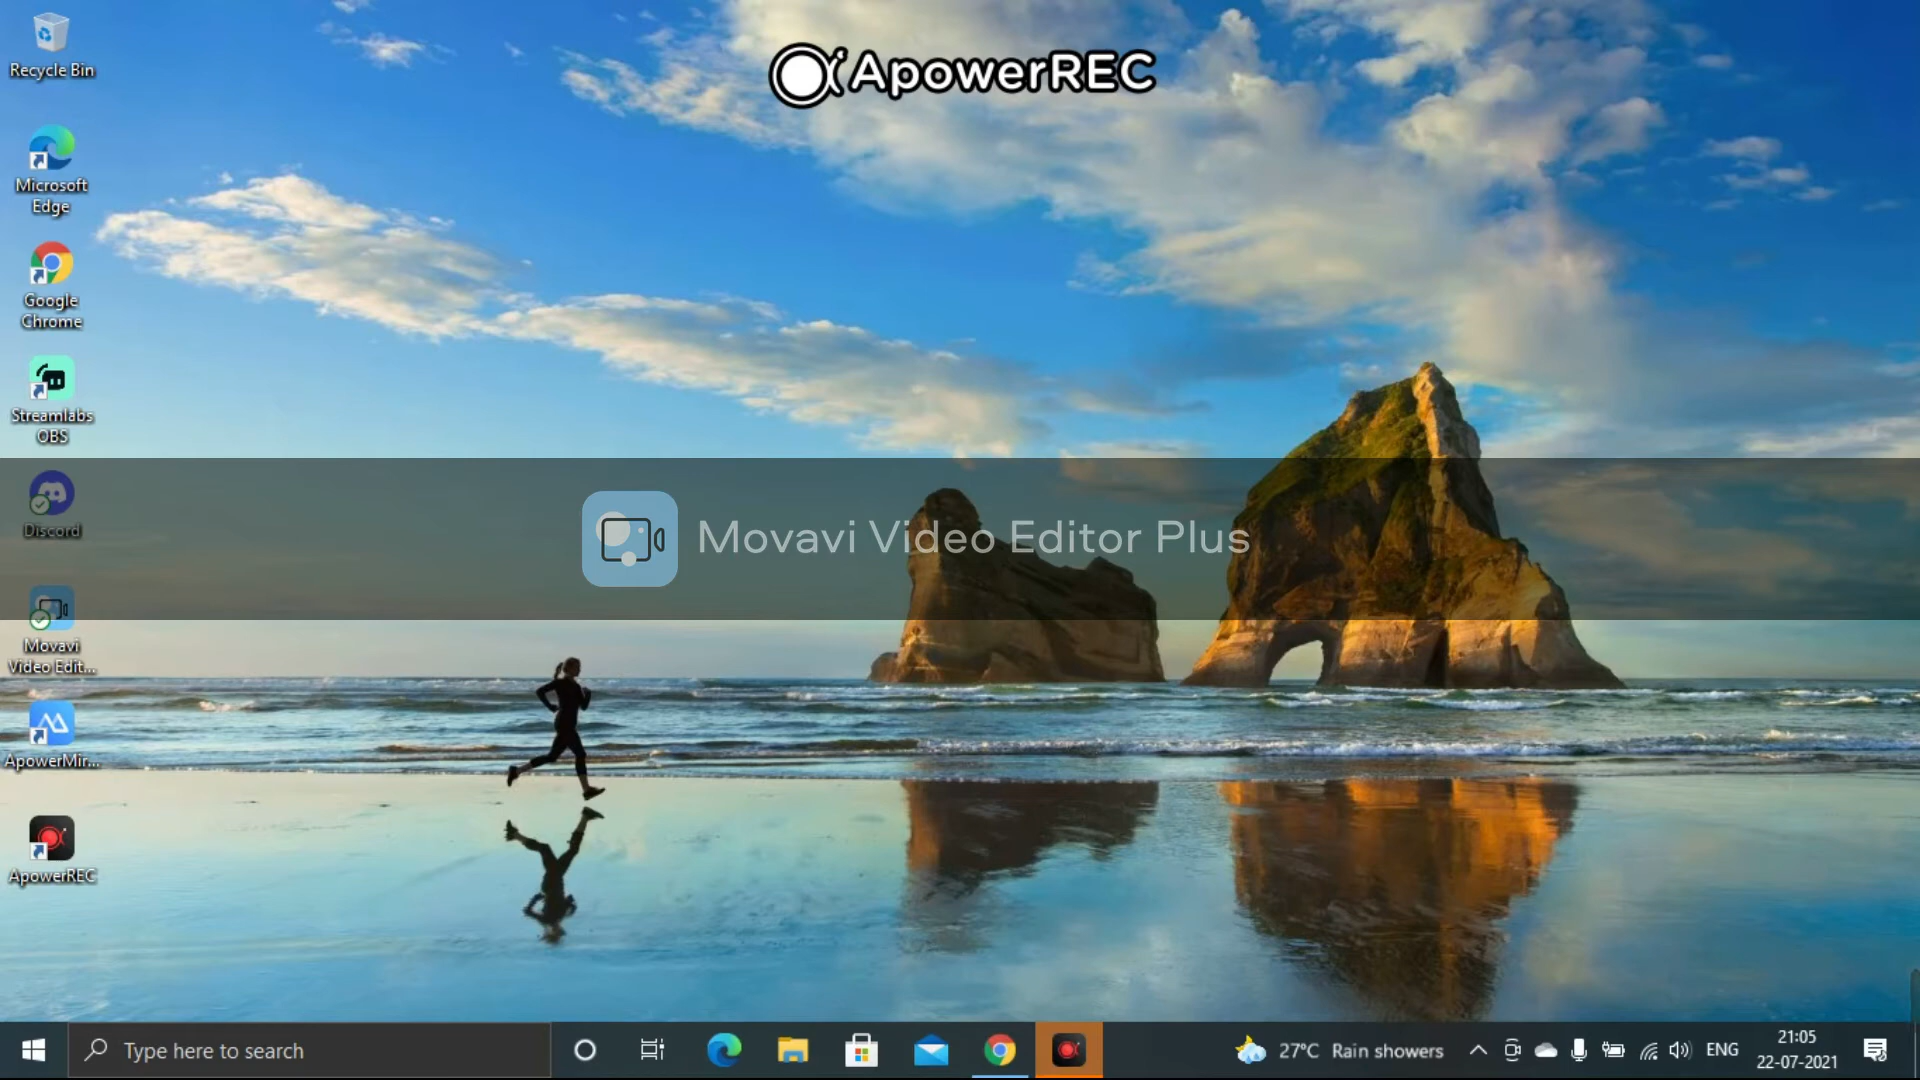 Recycle Bin
ApowerREC
Microsoft
Edge
Google
Chrome
Streamlabs
OBS
Discord
Movavi Video Editor Plus
Movavi
Video Edit...
ApowerMir...
ApowerREC
Type here to search
27°C Rain showers
ENG
21:05
22-07-2021